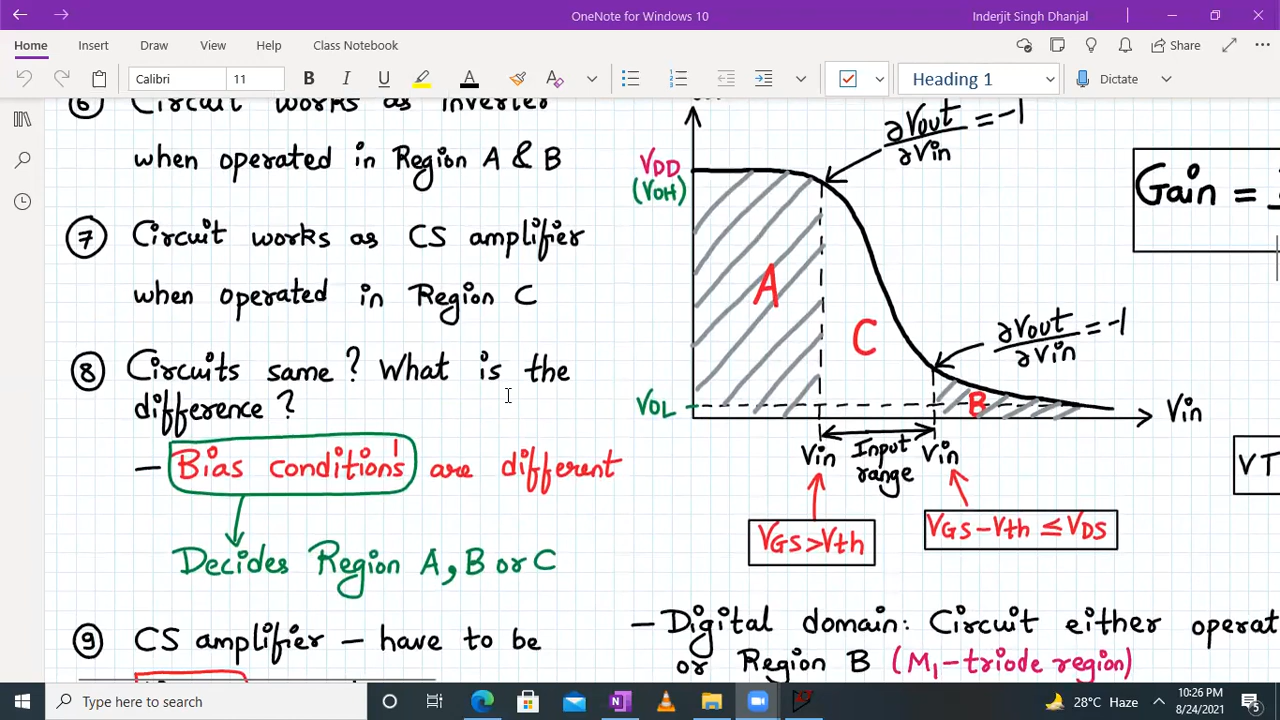 OneNote for Windows 10
Inderjit Singh Dhanjal
Home Insert Draw View Help Class Notebook
Share
Calibri 11 B I U A Heading 1 Dictate
⑥ Circuit works as inverter
when operated in Region A & B
⑦ Circuit works as CS amplifier
when operated in Region C
⑧ Circuits same? What is the
difference?
- Bias conditions are different
Decides Region A, B or C
⑨ CS amplifier - have to be
∂Vout/∂Vin = -1
VDD
(VOH)
Gain =
A
C
∂Vout/∂Vin = -1
VOL
B
Vin
Vin Input range Vin
VGS>Vth
VGS-Vth ≤ VDS
VT
- Digital domain: Circuit either operat
or Region B (M1-triode region)
Type here to search
28°C Haze
10:26 PM
8/24/2021
5